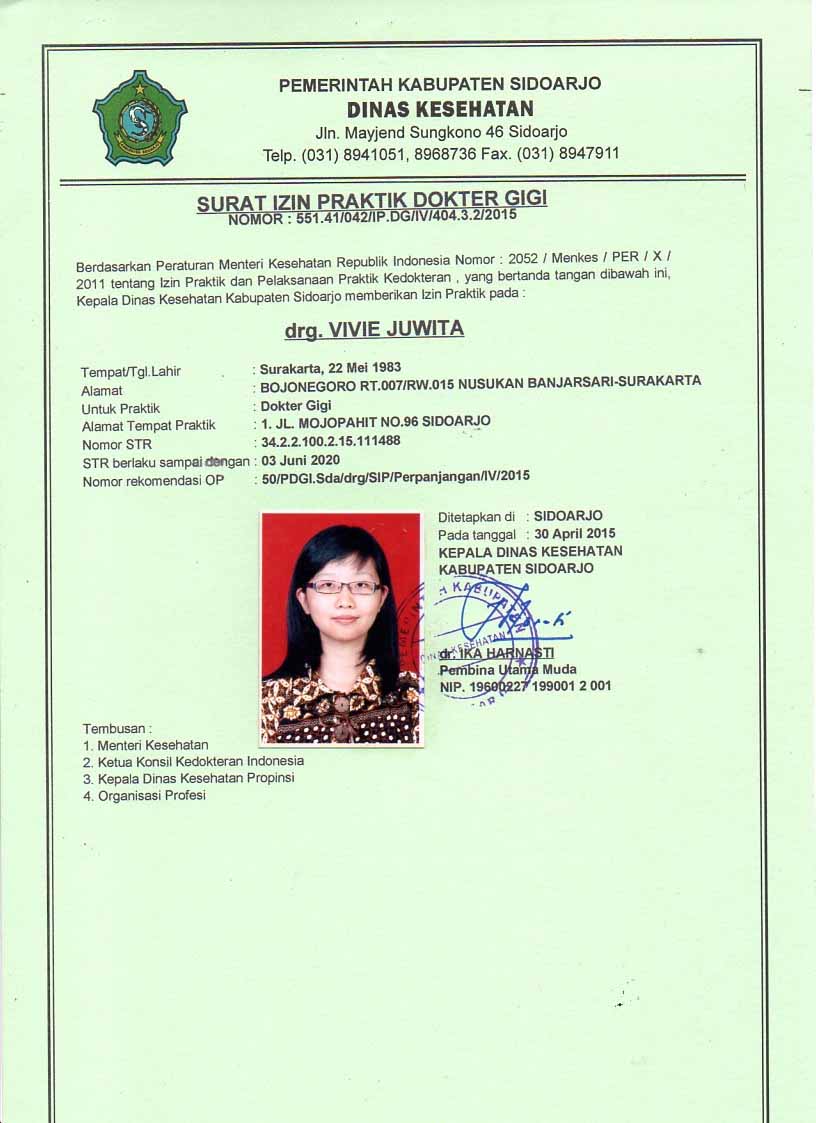 PEMERINTAH KABUPATEN SIDOARJO
DINAS KESEHATAN
Jln. Mayjend Sungkono 46 Sidoarjo
Telp. (031) 8941051, 8968736 Fax. (031) 8947911
SURAT IZIN PRAKTIK DOKTER GIGI
NOMOR : 551.41/042/IP.DG/IV/404.3.2/2015
Berdasarkan Peraturan Menteri Kesehatan Republik Indonesia Nomor : 2052 / Menkes / PER / X /
2011 tentang Izin Praktik dan Pelaksanaan Praktik Kedokteran , yang bertanda tangan dibawah ini,
Kepala Dinas Kesehatan Kabupaten Sidoarjo memberikan Izin Praktik pada :
drg. VIVIE JUWITA
Tempat/Tgl.Lahir : Surakarta, 22 Mei 1983
Alamat : BOJONEGORO RT.007/RW.015 NUSUKAN BANJARSARI-SURAKARTA
Untuk Praktik : Dokter Gigi
Alamat Tempat Praktik : 1. JL. MOJOPAHIT NO.96 SIDOARJO
Nomor STR : 34.2.2.100.2.15.111488
STR berlaku sampai dengan : 03 Juni 2020
Nomor rekomendasi OP : 50/PDGI.Sda/drg/SIP/Perpanjangan/IV/2015
Ditetapkan di : SIDOARJO
Pada tanggal : 30 April 2015
KEPALA DINAS KESEHATAN
KABUPATEN SIDOARJO
dr. IKA HARNASTI
Pembina Utama Muda
NIP. 19600227 199001 2 001
Tembusan :
1. Menteri Kesehatan
2. Ketua Konsil Kedokteran Indonesia
3. Kepala Dinas Kesehatan Propinsi
4. Organisasi Profesi